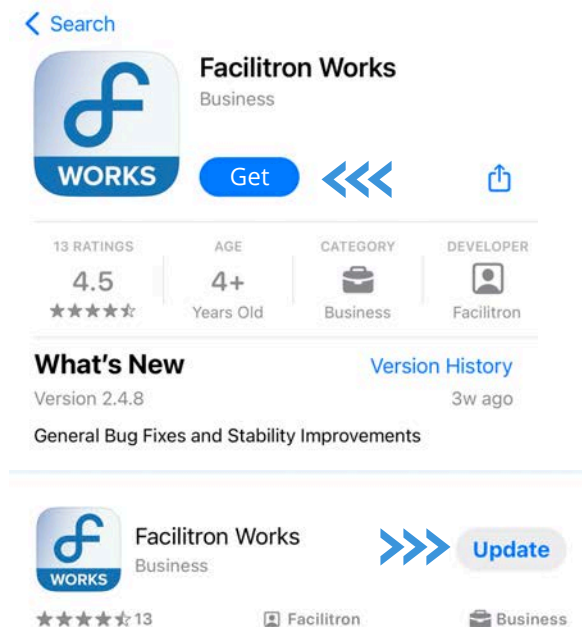 Search
Facilitron Works
Business
WORKS
Get
13 RATINGS AGE CATEGORY DEVELOPER
4.5 4+
Years Old Business Facilitron
What's New Version History
Version 2.4.8 3w ago
General Bug Fixes and Stability Improvements
Facilitron Works
Business
Update
WORKS
13 Facilitron Business